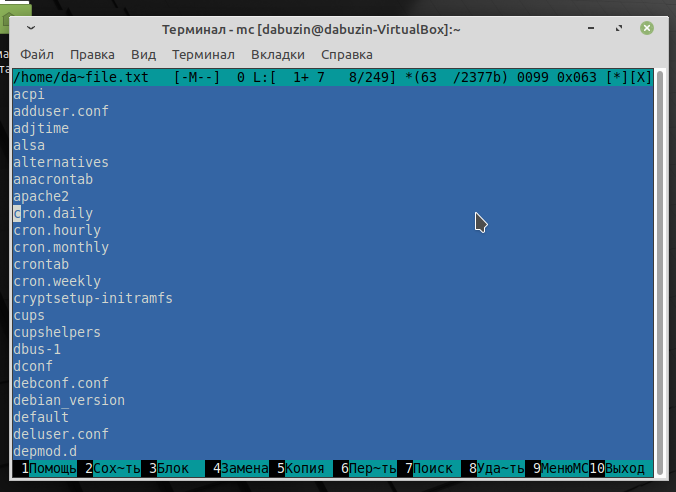 Терминал - mc [dabuzin@dabuzin-VirtualBox]:~
Файл Правка Вид Терминал Вкладки Справка
/home/da~file.txt [-M--] 0 L:[ 1+ 7 8/249] *(63 /2377b) 0099 0x063 [*][X]
acpi
adduser.conf
adjtime
alsa
alternatives
anacrontab
apache2
cron.daily
cron.hourly
cron.monthly
crontab
cron.weekly
cryptsetup-initramfs
cups
cupshelpers
dbus-1
dconf
debconf.conf
debian_version
default
deluser.conf
depmod.d
1Помощь 2Сох~ть 3Блок 4Замена 5Копия 6Пер~ть 7Поиск 8Уда~ть 9МенюMC 10Выход